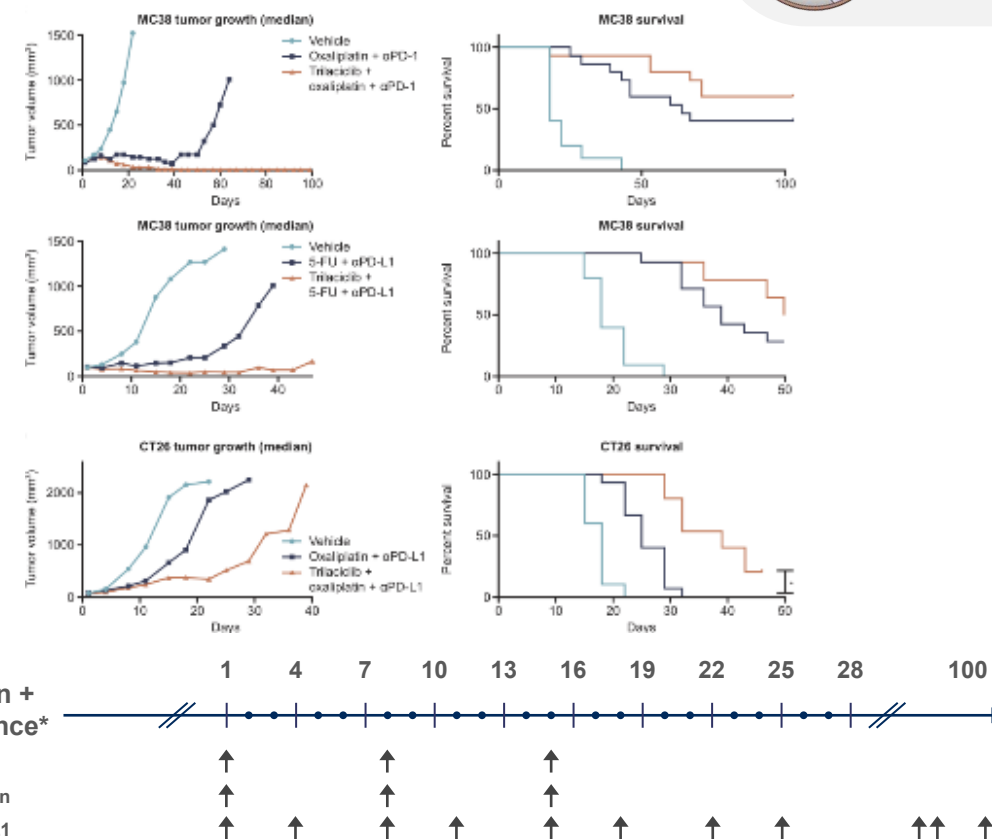 MC38 tumor growth (median)
Tumor volume (mm³)
1500
1000
500
0
0 20 40 60 80 100
Days
Vehicle
Oxaliplatin + αPD-1
Trilaciclib +
oxaliplatin + αPD-1
MC38 survival
Percent survival
100
50
0
0 50 100
Days
MC38 tumor growth (median)
Tumor volume (mm³)
1500
1000
500
0
0 10 20 30 40
Days
Vehicle
5-FU + αPD-L1
Trilaciclib +
5-FU + αPD-L1
MC38 survival
Percent survival
100
50
0
0 10 20 30 40 50
Days
CT26 tumor growth (median)
Tumor volume (mm³)
2000
1000
0
0 10 20 30 40
Days
Vehicle
Oxaliplatin + αPD-L1
Trilaciclib +
oxaliplatin + αPD-L1
CT26 survival
Percent survival
100
50
0
0 10 20 30 40 50
Days
1 4 7 10 13 16 19 22 25 28 100
n +
nce*
n
1